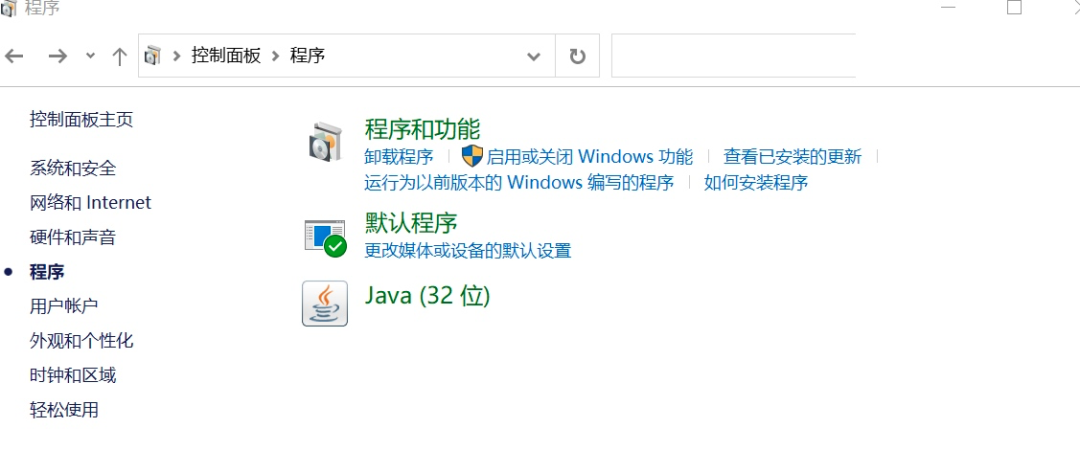 程序
控制面板 程序
控制面板主页
系统和安全
网络和 Internet
硬件和声音
程序
用户帐户
外观和个性化
时钟和区域
轻松使用
程序和功能
卸载程序 启用或关闭 Windows 功能 查看已安装的更新
运行为以前版本的 Windows 编写的程序 如何安装程序
默认程序
更改媒体或设备的默认设置
Java (32 位)